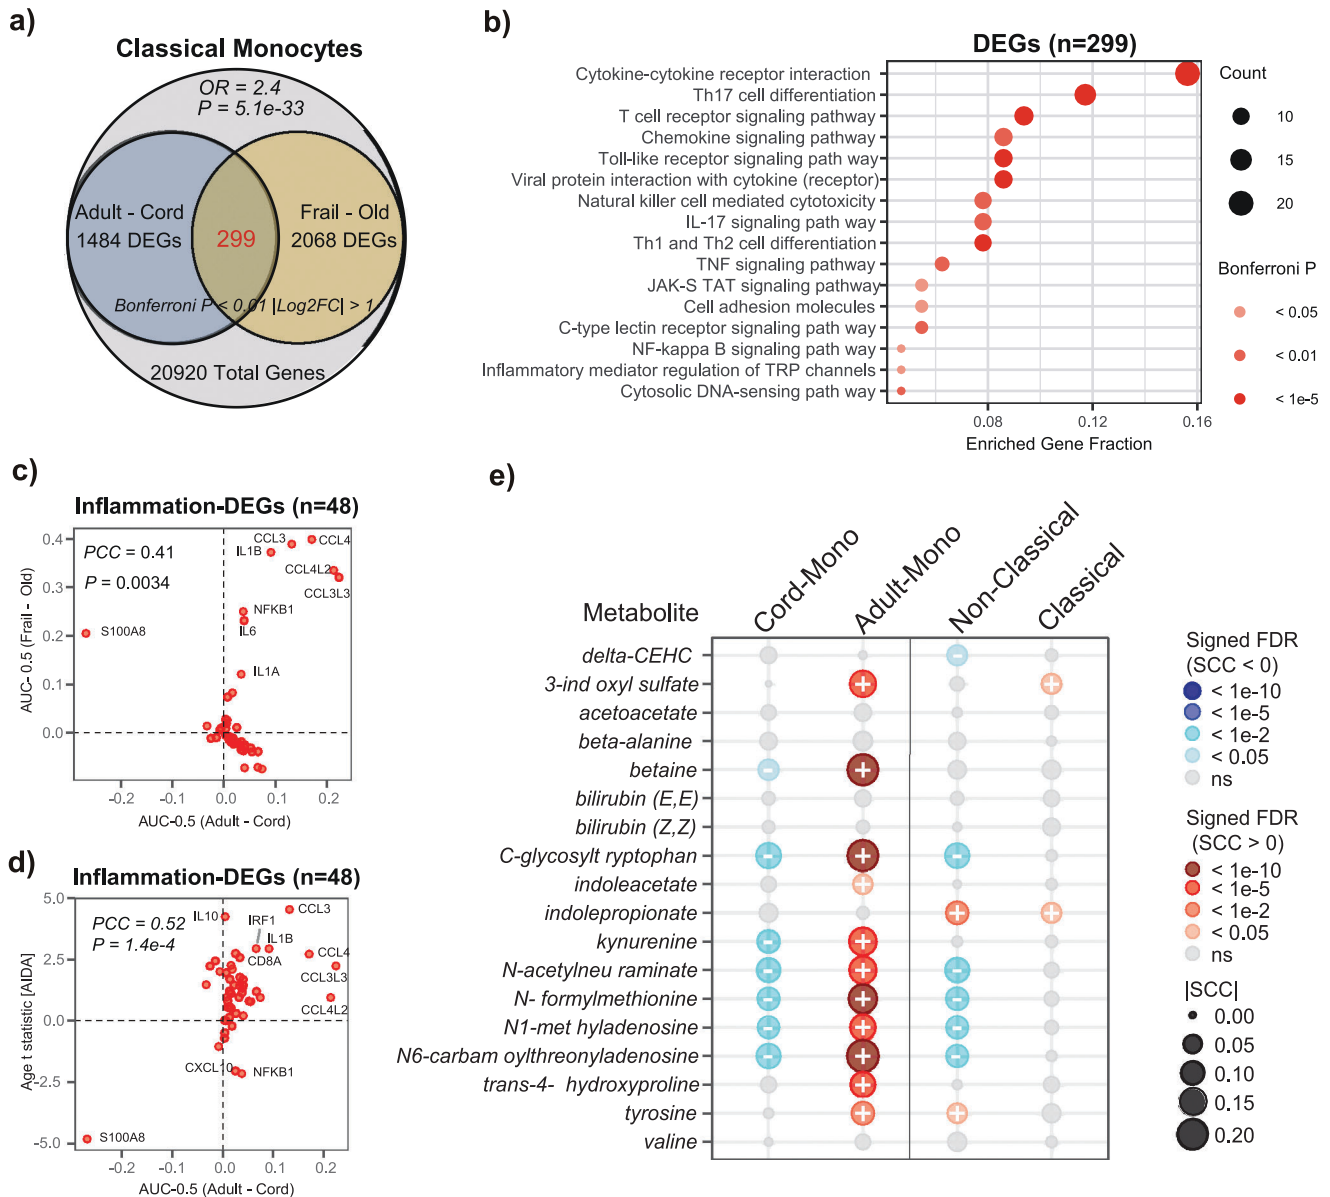 a)
Classical Monocytes
OR = 2.4
P = 5.1e-33
Adult - Cord
1484 DEGs
299
Frail - Old
2068 DEGs
Bonferroni P < 0.01 |Log2FC| > 1
20920 Total Genes
b)
DEGs (n=299)
Cytokine-cytokine receptor interaction
Th17 cell differentiation
T cell receptor signaling pathway
Chemokine signaling pathway
Toll-like receptor signaling path way
Viral protein interaction with cytokine (receptor)
Natural killer cell mediated cytotoxicity
IL-17 signaling path way
Th1 and Th2 cell differentiation
TNF signaling pathway
JAK-S TAT signaling pathway
Cell adhesion molecules
C-type lectin receptor signaling path way
NF-kappa B signaling path way
Inflammatory mediator regulation of TRP channels
Cytosolic DNA-sensing path way
0.08
0.12
0.16
Enriched Gene Fraction
Count
10
15
20
Bonferroni P
< 0.05
< 0.01
< 1e-5
c)
Inflammation-DEGs (n=48)
PCC = 0.41
P = 0.0034
CCL3
CCL4
IL1B
CCL4L2
CCL3L3
NFKB1
IL6
S100A8
IL1A
0.4
0.3
0.2
0.1
0.0
AUC- 0.5 (Frail - Old)
-0.2
-0.1
0.0
0.1
0.2
AUC-0.5 (Adult - Cord)
d)
Inflammation-DEGs (n=48)
PCC = 0.52
P = 1.4e-4
IL10
CCL3
IRF1
IL1B
CD8A
CCL4
CCL3L3
CCL4L2
CXCL10
NFKB1
S100A8
5.0
2.5
0.0
-2.5
-5.0
Age t statistic [AIDA]
-0.2
-0.1
0.0
0.1
0.2
AUC-0.5 (Adult - Cord)
e)
Metabolite
Cord-Mono
Adult-Mono
Non-Classical
Classical
delta-CEHC -
3-ind oxyl sulfate + +
acetoacetate
beta-alanine
betaine - +
bilirubin (E,E)
bilirubin (Z,Z)
C-glycosylt ryptophan - + -
indoleacetate +
indolepropionate + +
kynurenine - +
N-acetylneu raminate - + -
N- formylmethionine - + -
N1-met hyladenosine - + -
N6-carbam oylthreonyladenosine - + -
trans-4- hydroxyproline +
tyrosine + +
valine
Signed FDR
(SCC < 0)
< 1e-10
< 1e-5
< 1e-2
< 0.05
ns
Signed FDR
(SCC > 0)
< 1e-10
< 1e-5
< 1e-2
< 0.05
ns
|SCC|
0.00
0.05
0.10
0.15
0.20